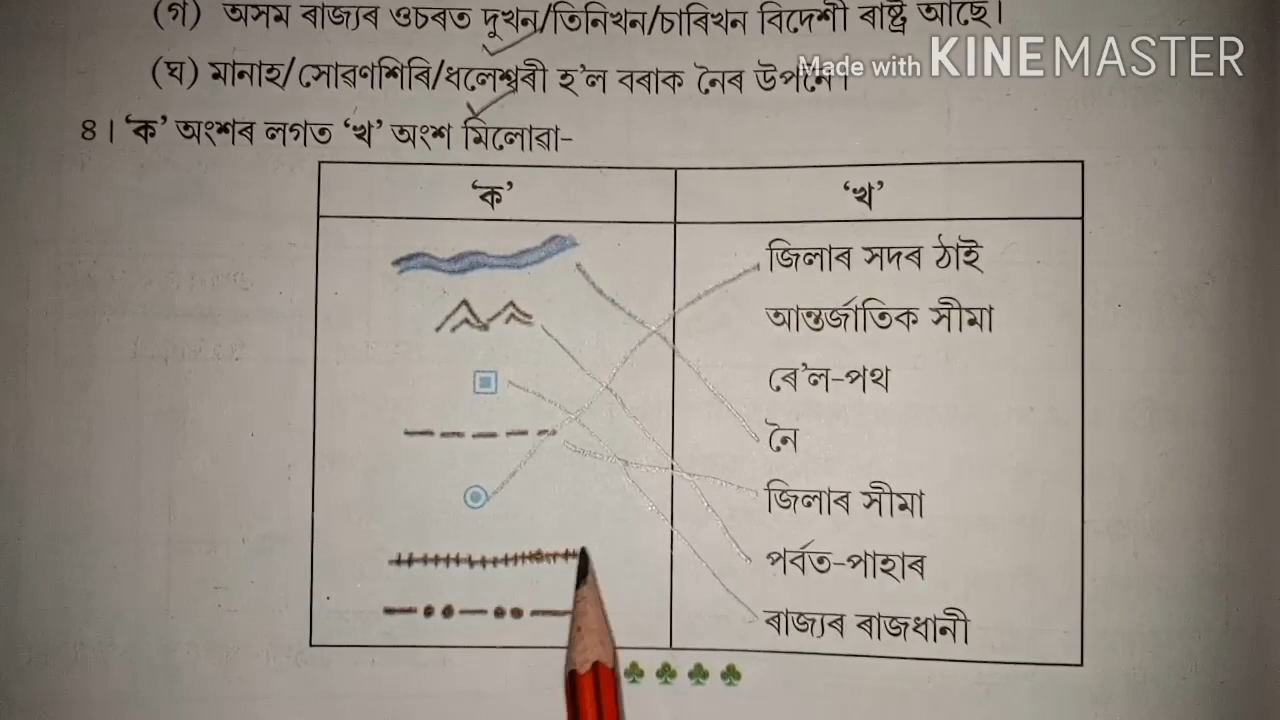 (গ) অসম ৰাজ্যৰ ওচৰত দুখন/তিনিখন/চাৰিখন বিদেশী ৰাষ্ট্ৰ আছে।
Made with KINEMASTER
(ঘ) মানাহ/সোৱণশিৰি/ধলেশ্বৰী হ’ল বৰাক নৈৰ উপনৈ।
৪। ‘ক’ অংশৰ লগত ‘খ’ অংশ মিলোৱা-
‘ক’ ‘খ’
জিলাৰ সদৰ ঠাই
আন্তৰ্জাতিক সীমা
ৰে’ল-পথ
নৈ
জিলাৰ সীমা
পৰ্বত-পাহাৰ
ৰাজ্যৰ ৰাজধানী